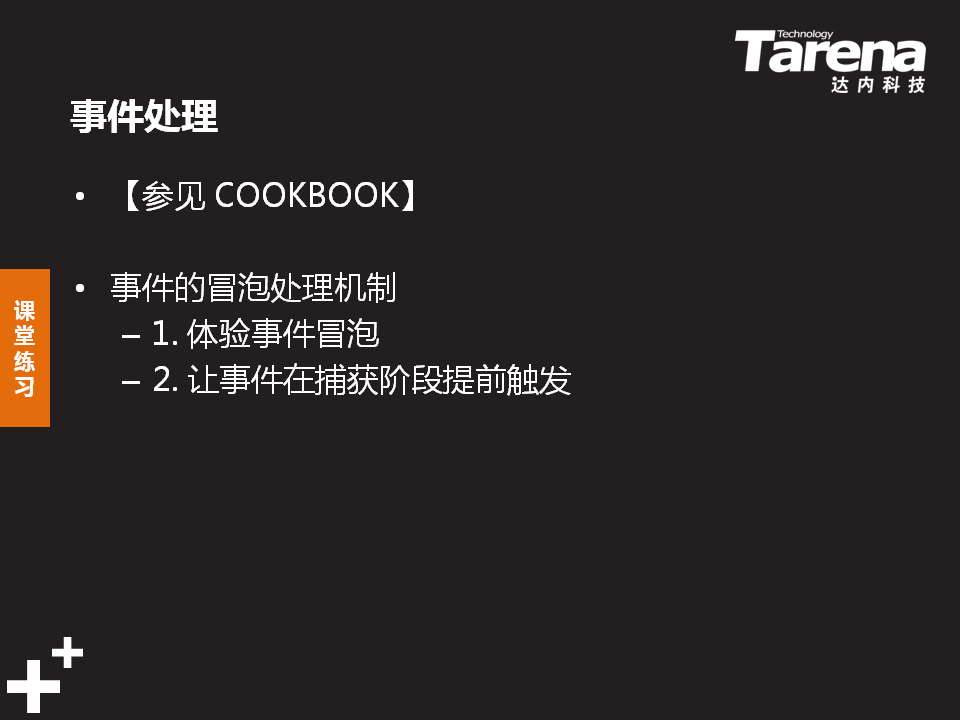 Technology
Tarena
达内科技
事件处理
• 【参见 COOKBOOK】
• 事件的冒泡处理机制
– 1. 体验事件冒泡
– 2. 让事件在捕获阶段提前触发
课
堂
练
习